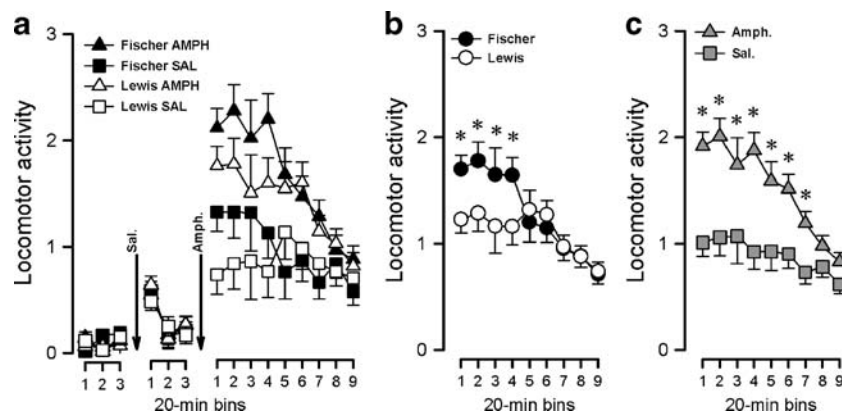 a
Locomotor activity
3
2
1
0
Fischer AMPH
Fischer SAL
Lewis AMPH
Lewis SAL
Sal.
Amph.
1 2 3
1 2 3
1 2 3 4 5 6 7 8 9
20-min bins
b
Locomotor activity
3
2
1
0
Fischer
Lewis
* * * *
1 2 3 4 5 6 7 8 9
20-min bins
c
Locomotor activity
3
2
1
0
Amph.
Sal.
* * * * * * *
1 2 3 4 5 6 7 8 9
20-min bins